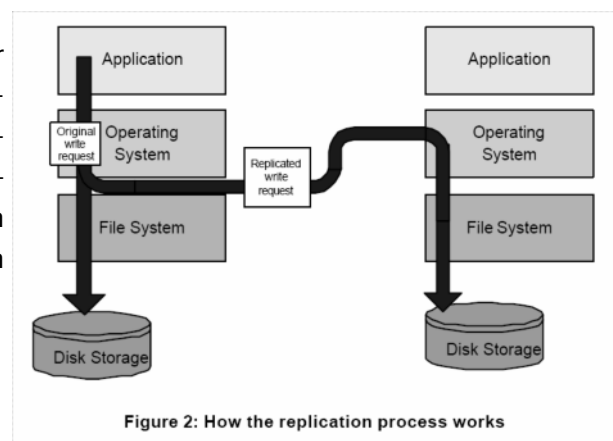 Application
Application
Original
write
request
Operating
System
Replicated
write
request
Operating
System
File System
File System
Disk Storage
Disk Storage
Figure 2: How the replication process works